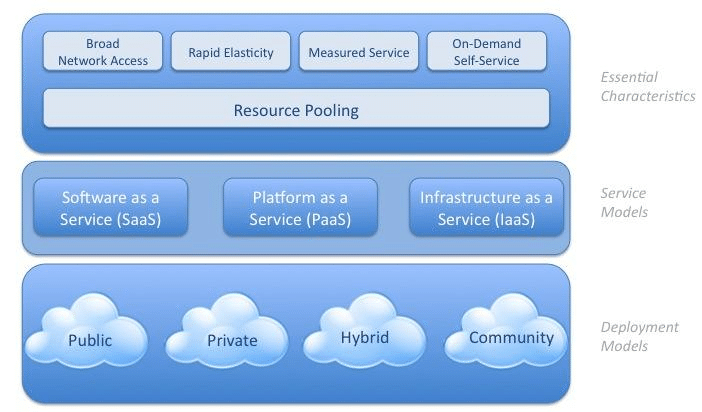 Broad
Network Access
Rapid Elasticity
Measured Service
On-Demand
Self-Service
Resource Pooling
Essential
Characteristics
Software as a
Service (SaaS)
Platform as a
Service (PaaS)
Infrastructure as a
Service (IaaS)
Service
Models
Public
Private
Hybrid
Community
Deployment
Models